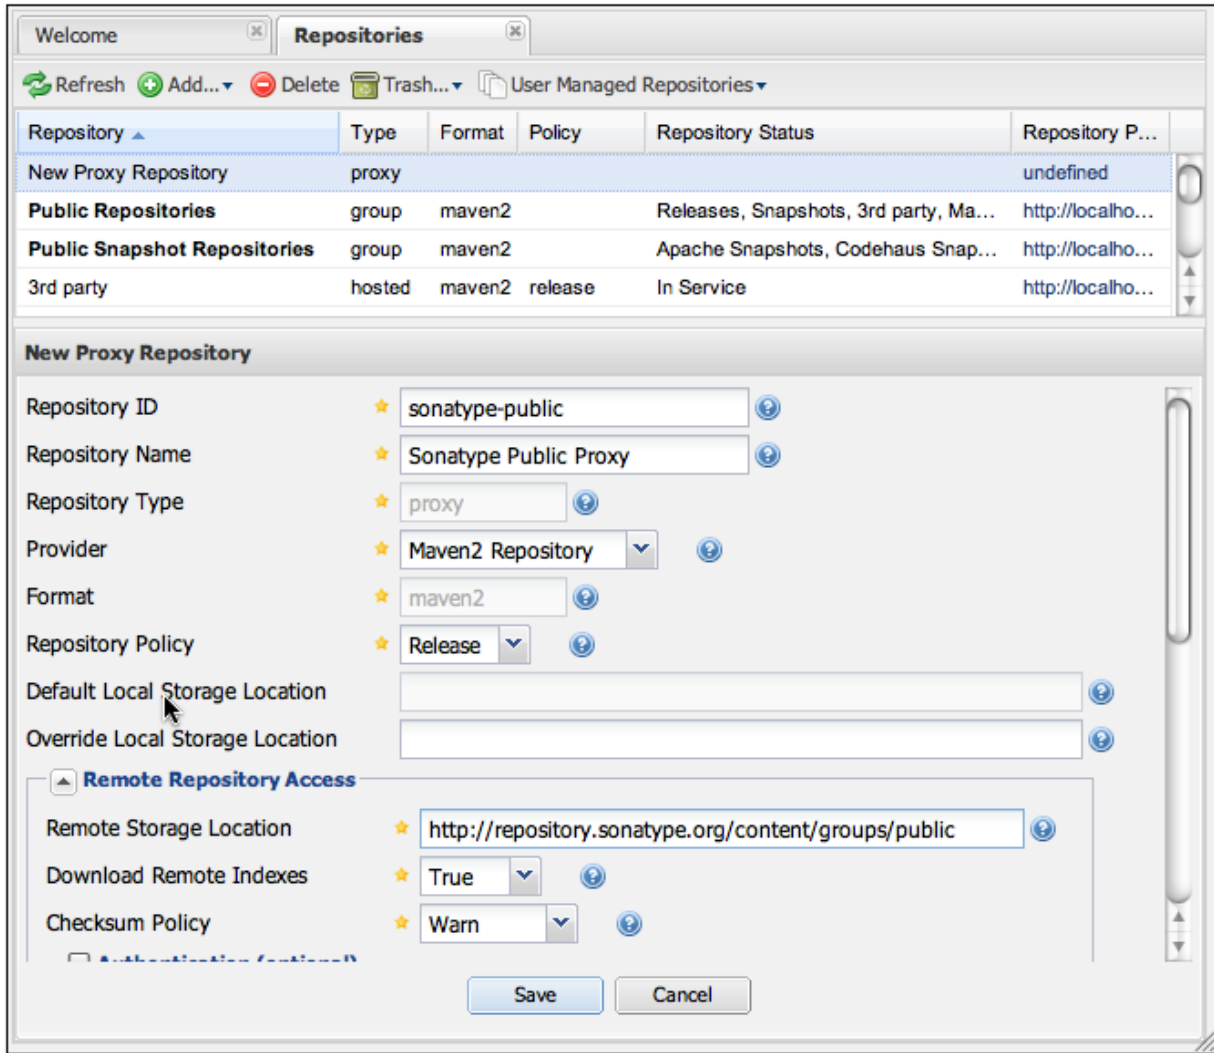 Welcome Repositories
Refresh Add... Delete Trash... User Managed Repositories
Repository Type Format Policy Repository Status Repository P...
New Proxy Repository proxy undefined
Public Repositories group maven2 Releases, Snapshots, 3rd party, Ma... http://localho...
Public Snapshot Repositories group maven2 Apache Snapshots, Codehaus Snap... http://localho...
3rd party hosted maven2 release In Service http://localho...
New Proxy Repository
Repository ID sonatype-public
Repository Name Sonatype Public Proxy
Repository Type proxy
Provider Maven2 Repository
Format maven2
Repository Policy Release
Default Local Storage Location
Override Local Storage Location
Remote Repository Access
Remote Storage Location http://repository.sonatype.org/content/groups/public
Download Remote Indexes True
Checksum Policy Warn
Authentication (optional)
Save Cancel